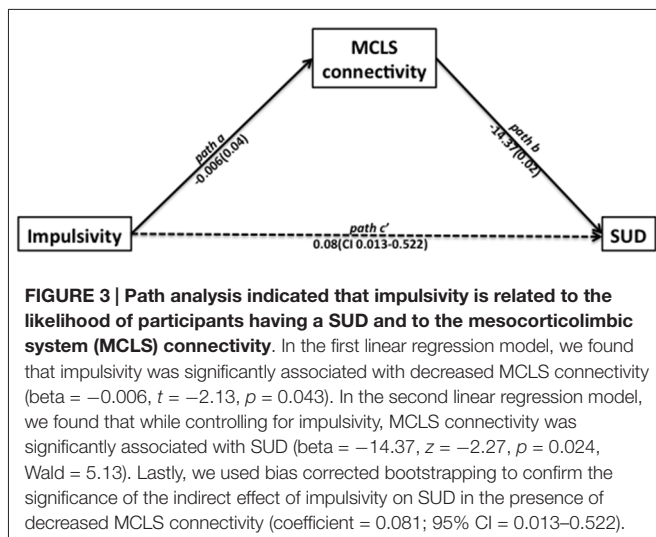 MCLS
connectivity
path a
-0.006(0.04)
path b
-14.37(0.02)
Impulsivity
path c'
0.08(CI 0.013-0.522)
SUD
FIGURE 3 | Path analysis indicated that impulsivity is related to the
likelihood of participants having a SUD and to the mesocorticolimbic
system (MCLS) connectivity. In the first linear regression model, we found
that impulsivity was significantly associated with decreased MCLS connectivity
(beta = −0.006, t = −2.13, p = 0.043). In the second linear regression model,
we found that while controlling for impulsivity, MCLS connectivity was
significantly associated with SUD (beta = −14.37, z = −2.27, p = 0.024,
Wald = 5.13). Lastly, we used bias corrected bootstrapping to confirm the
significance of the indirect effect of impulsivity on SUD in the presence of
decreased MCLS connectivity (coefficient = 0.081; 95% CI = 0.013–0.522).